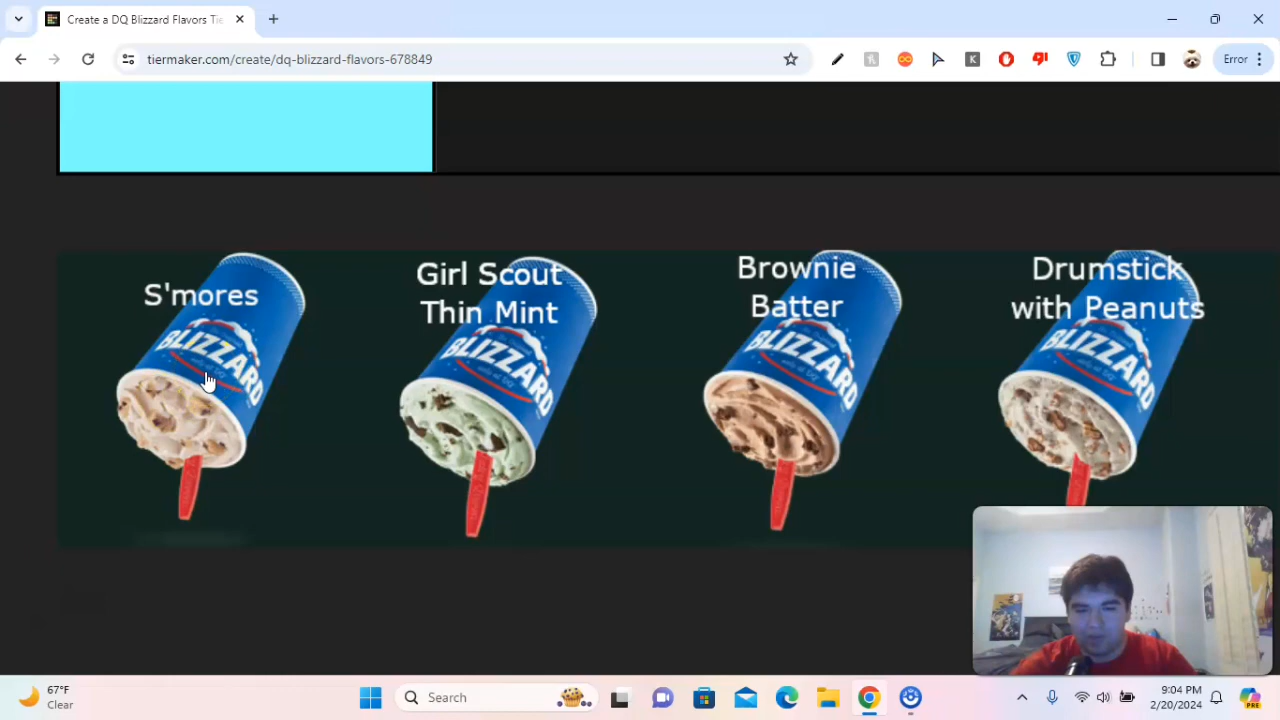 Create a DQ Blizzard Flavors Tie
tiermaker.com/create/dq-blizzard-flavors-678849
Error
S'mores
Girl Scout
Thin Mint
Brownie
Batter
Drumstick
with Peanuts
BLIZZARD
BLIZZARD
BLIZZARD
BLIZZARD
67°F
Clear
Search
9:04 PM
2/20/2024